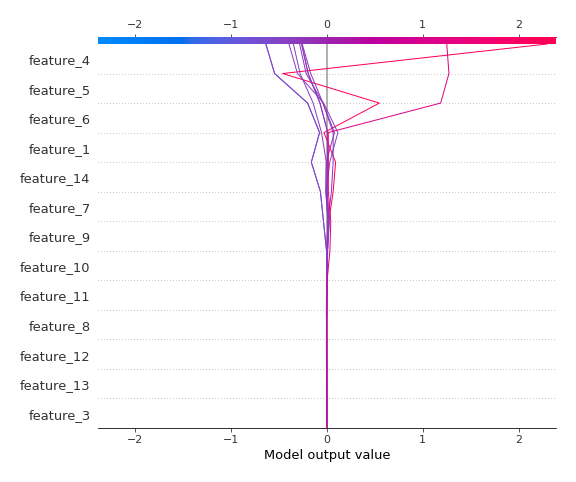 −2 −1 0 1 2
feature_4
feature_5
feature_6
feature_1
feature_14
feature_7
feature_9
feature_10
feature_11
feature_8
feature_12
feature_13
feature_3
−2 −1 0 1 2
Model output value